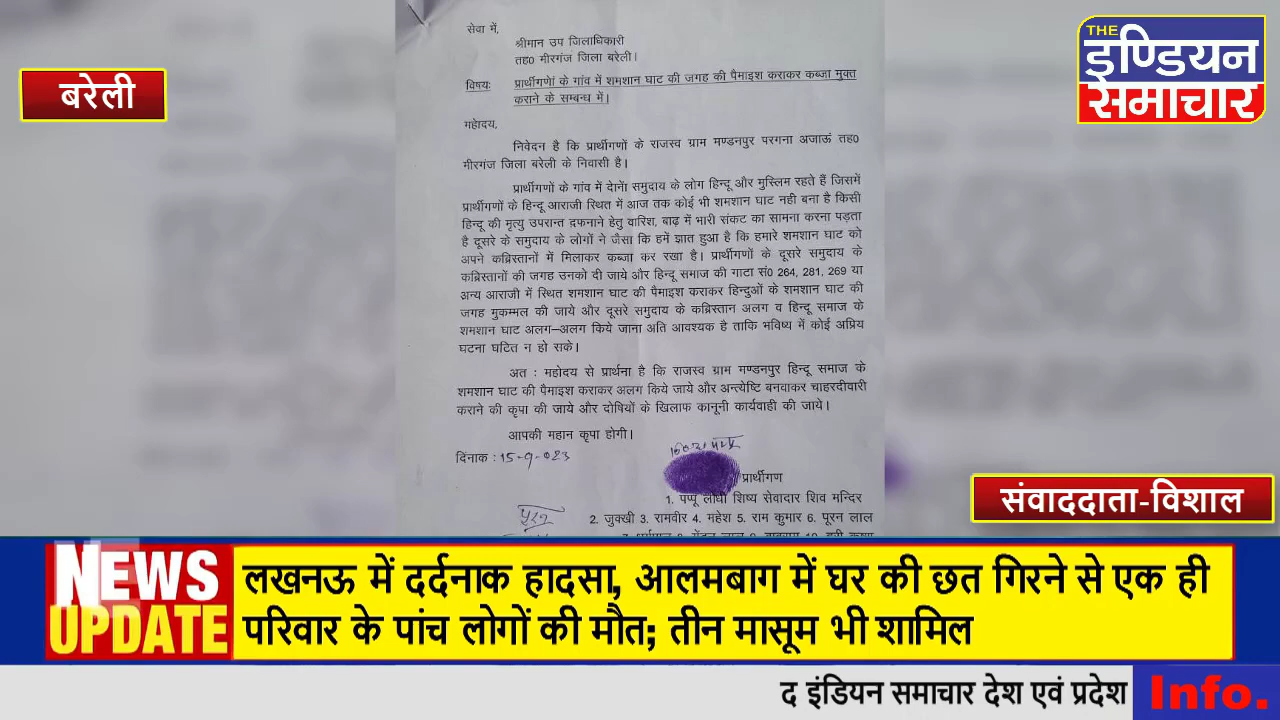 सेवा में,
श्रीमान उप जिलाधिकारी
तह0 मीरगंज जिला बरेली।
विषयः प्रार्थीगणों के गांव में शमशान घाट की जगह की पैमाइश कराकर कब्जा मुक्त
कराने के सम्बन्ध में।
महोदय,
निवेदन है कि प्रार्थीगणों के राजस्व ग्राम मण्डनपुर परगना अजाऊं तह0
मीरगंज जिला बरेली के निवासी है।
प्रार्थीगणों के गांव में दोनों समुदाय के लोग हिन्दू और मुस्लिम रहते हैं जिसमें
प्रार्थीगणों के हिन्दू आराजी स्थित में आज तक कोई भी शमशान घाट नही बना है किसी
हिन्दू की मृत्यु उपरान्त दफनाने हेतु वारिश, बाढ़ में भारी संकट का सामना करना पड़ता
है दूसरे के समुदाय के लोगों ने जैसा कि हमें ज्ञात हुआ है कि हमारे शमशान घाट को
अपने कब्रिस्तानों में मिलाकर कब्जा कर रखा है। प्रार्थीगणों के दूसरे समुदाय के
कब्रिस्तानों की जगह उनको दी जाये और हिन्दू समाज की गाटा सं0 264, 281, 269 या
अन्य आराजी में स्थित शमशान घाट की पैमाइश कराकर हिन्दुओं के शमशान घाट की
जगह मुकम्मल की जाये और दूसरे समुदाय के कब्रिस्तान अलग व हिन्दू समाज के
शमशान घाट अलग–अलग किये जाना अति आवश्यक है ताकि भविष्य में कोई अप्रिय
घटना घटित न हो सके।
अत : महोदय से प्रार्थना है कि राजस्व ग्राम मण्डनपुर हिन्दू समाज के
शमशान घाट की पैमाइश कराकर अलग किये जाये और अन्त्येष्टि बनवाकर चाहरदीवारी
कराने की कृपा की जाये और दोषियों के खिलाफ कानूनी कार्यवाही की जाये।
आपकी महान कृपा होगी।
दिनाक : 15-9-023
प्रार्थीगण
1. पप्पू लोधी शिष्य सेवादार शिव मन्दिर
पूरन
2. जुक्खी 3. रामवीर 4. महेश 5. राम कुमार 6. पूरन लाल
बरेली
THE
इण्डियन
समाचार
संवाददाता-विशाल
NEWS
UPDATE
लखनऊ में दर्दनाक हादसा, आलमबाग में घर की छत गिरने से एक ही
परिवार के पांच लोगों की मौत; तीन मासूम भी शामिल
द इंडियन समाचार देश एवं प्रदेश
Info.